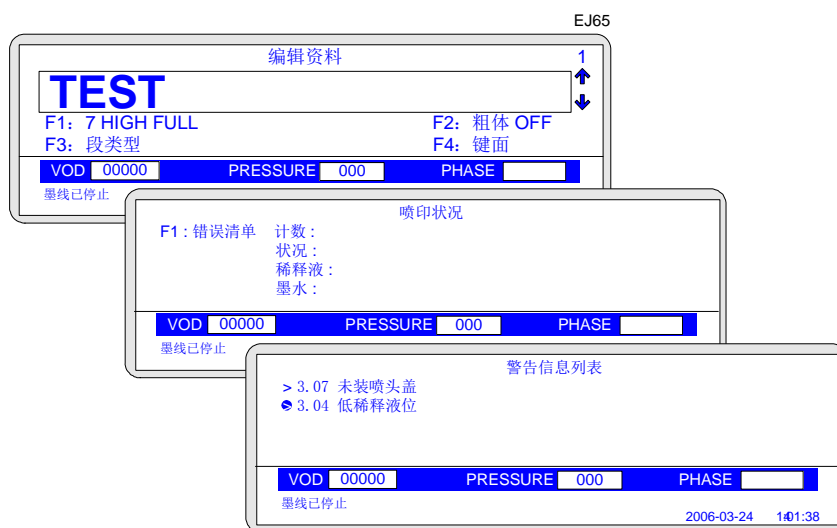 EJ65
编辑资料 1
TEST
F1：7 HIGH FULL F2：粗体 OFF
F3：段类型 F4：键面
VOD 00000 PRESSURE 000 PHASE
墨线已停止
喷印状况
F1 : 错误清单 计数 :
状况 :
稀释液 :
墨水 :
VOD 00000 PRESSURE 000 PHASE
墨线已停止
警告信息列表
> 3.07 未装喷头盖
3.04 低稀释液位
VOD 00000 PRESSURE 000 PHASE
墨线已停止
2006-03-24